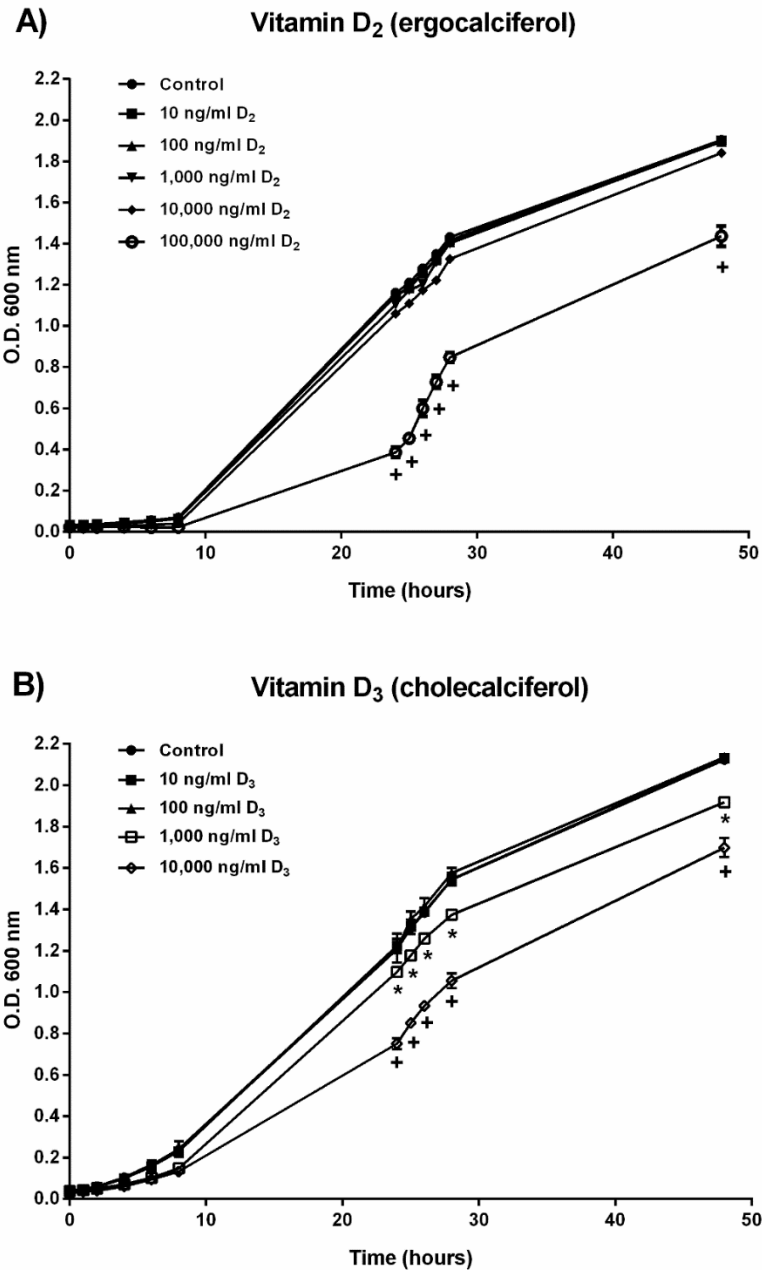 A) Vitamin D₂ (ergocalciferol)
Control
10 ng/ml D₂
100 ng/ml D₂
1,000 ng/ml D₂
10,000 ng/ml D₂
100,000 ng/ml D₂
2.2
2.0
1.8
1.6
1.4
1.2
1.0
0.8
0.6
0.4
0.2
0.0
O.D. 600 nm
+ + + + + +
0 10 20 30 40 50
Time (hours)
B) Vitamin D₃ (cholecalciferol)
Control
10 ng/ml D₃
100 ng/ml D₃
1,000 ng/ml D₃
10,000 ng/ml D₃
2.2
2.0
1.8
1.6
1.4
1.2
1.0
0.8
0.6
0.4
0.2
0.0
O.D. 600 nm
* * * * *
+ + + + +
0 10 20 30 40 50
Time (hours)